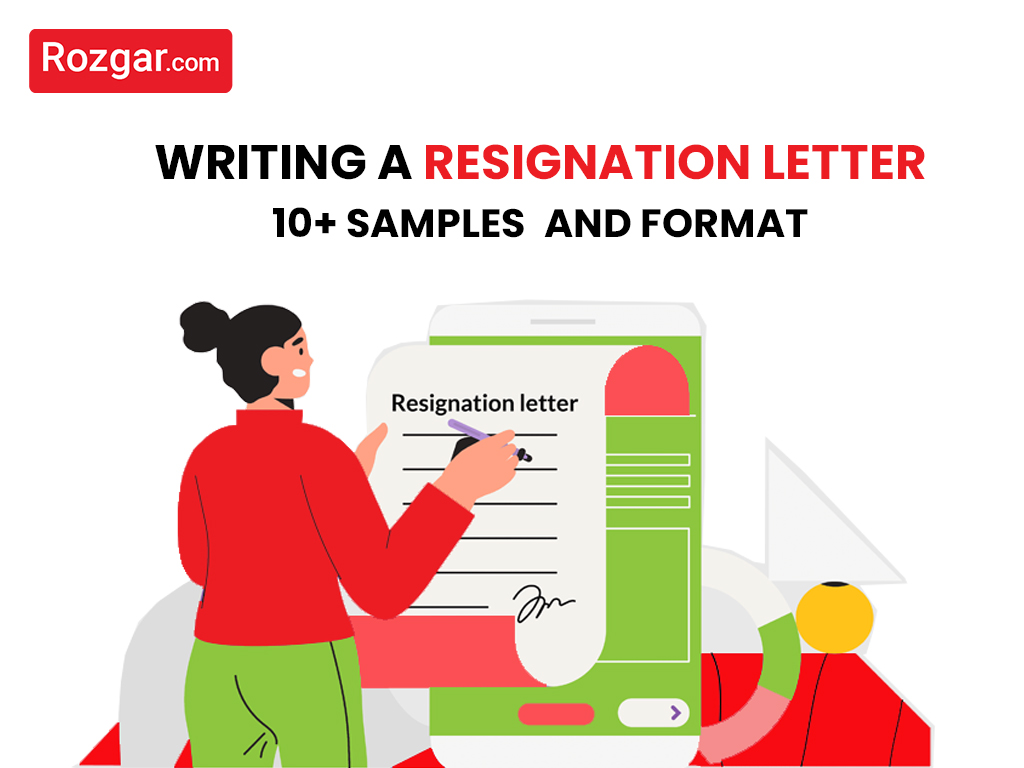 Rozgar.com
WRITING A RESIGNATION LETTER
10+ SAMPLES AND FORMAT
Resignation letter